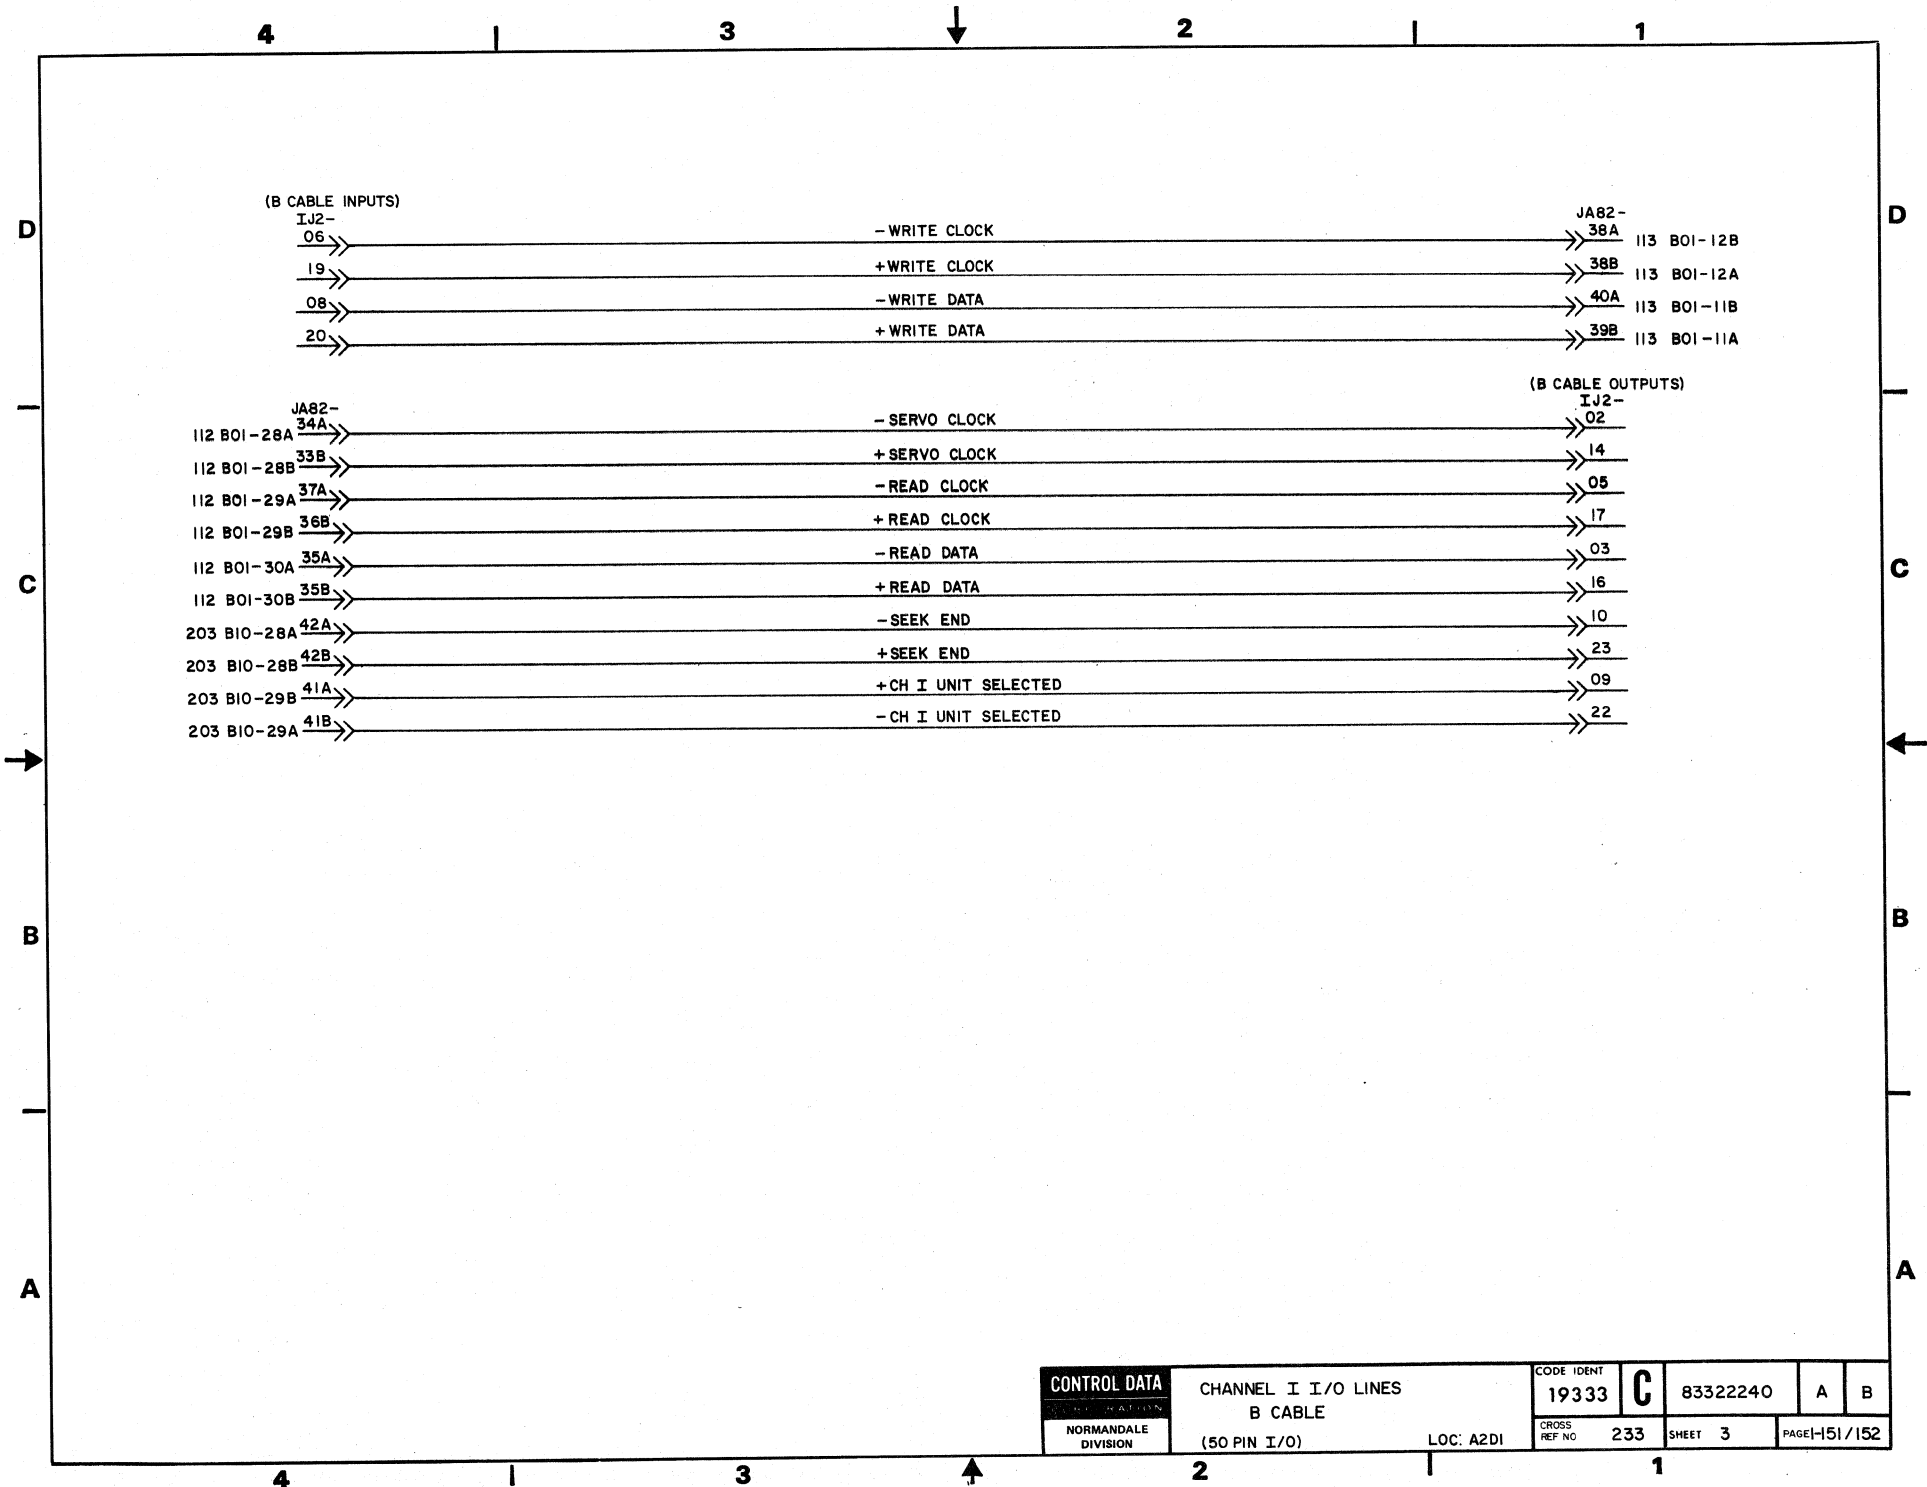 4 3 2 1
(B CABLE INPUTS)
IJ2-
JA82-
D D
06 -WRITE CLOCK 38A 113 B01-12B
19 +WRITE CLOCK 38B 113 B01-12A
08 -WRITE DATA 40A 113 B01-11B
20 +WRITE DATA 39B 113 B01-11A
(B CABLE OUTPUTS)
JA82- IJ2-
112 B01-28A 34A -SERVO CLOCK 02
112 B01-28B 33B +SERVO CLOCK 14
112 B01-29A 37A -READ CLOCK 05
112 B01-29B 36B +READ CLOCK 17
112 B01-30A 35A -READ DATA 03
C C
112 B01-30B 35B +READ DATA 16
203 B10-28A 42A -SEEK END 10
203 B10-28B 42B +SEEK END 23
203 B10-29B 41A +CH I UNIT SELECTED 09
203 B10-29A 41B -CH I UNIT SELECTED 22
B B
A A
CONTROL DATA
NORMANDALE
DIVISION
CHANNEL I I/O LINES
B CABLE
(50 PIN I/O) LOC: A2D1
CODE IDENT
19333 C 83322240 A B
CROSS
REF NO 233 SHEET 3 PAGE 1-151/152
4 3 2 1